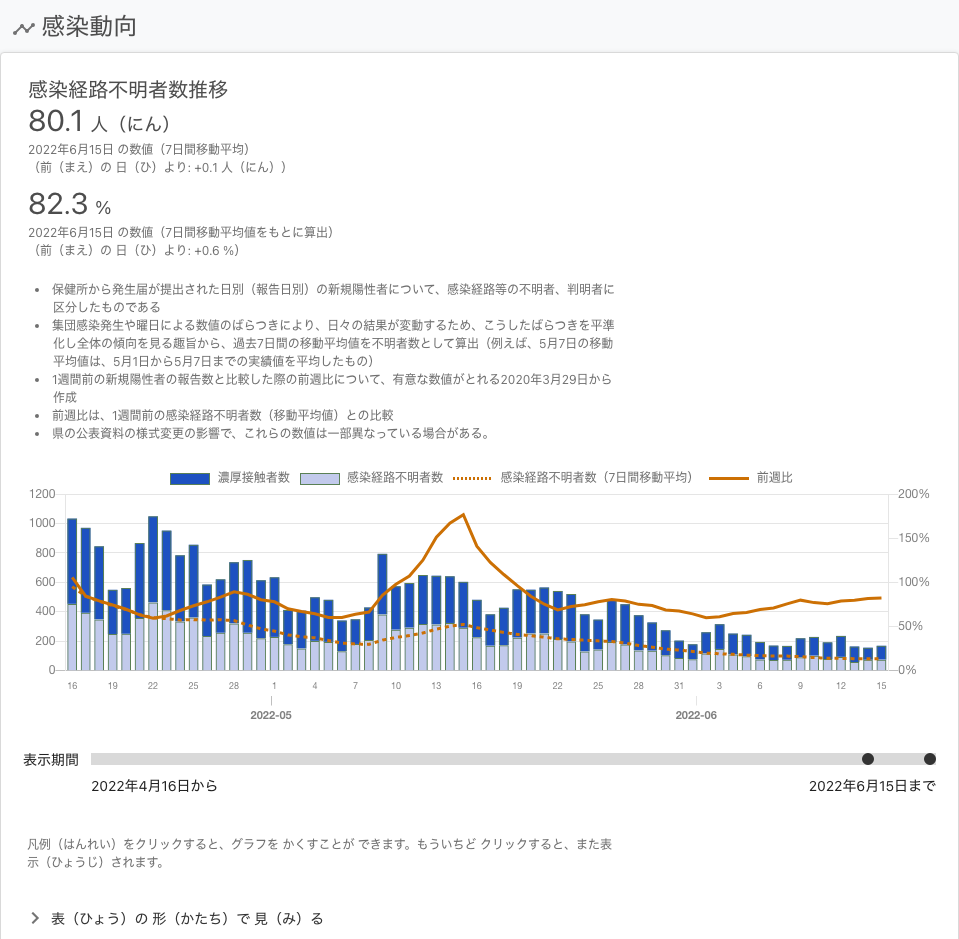 感染動向
感染経路不明者数推移
80.1 人（にん）
2022年6月15日 の数値（7日間移動平均）
（前（まえ）の 日（ひ）より: +0.1 人（にん））
82.3 %
2022年6月15日 の数値（7日間移動平均値をもとに算出）
（前（まえ）の 日（ひ）より: +0.6 %）
• 保健所から発生届が提出された日別（報告日別）の新規陽性者について、感染経路等の不明者、判明者に
区分したものである
• 集団感染発生や曜日による数値のばらつきにより、日々の結果が変動するため、こうしたばらつきを平準
化し全体の傾向を見る趣旨から、過去7日間の移動平均値を不明者数として算出（例えば、5月7日の移動
平均値は、5月1日から5月7日までの実績値を平均したもの）
• 1週間前の新規陽性者の報告数と比較した際の前週比について、有意な数値がとれる2020年3月29日から
作成
• 前週比は、1週間前の感染経路不明者数（移動平均値）との比較
• 県の公表資料の様式変更の影響で、これらの数値は一部異なっている場合がある。
濃厚接触者数 感染経路不明者数 感染経路不明者数（7日間移動平均） 前週比
1200 200%
1000
800 150%
600 100%
400
200 50%
0 0%
16 19 22 25 28 1 4 7 10 13 16 19 22 25 28 31 3 6 9 12 15
2022-05 2022-06
表示期間
2022年4月16日から 2022年6月15日まで
凡例（はんれい）をクリックすると、グラフを かくすことが できます。もういちど クリックすると、また表
示（ひょうじ）されます。
表（ひょう）の 形（かたち）で 見（み）る